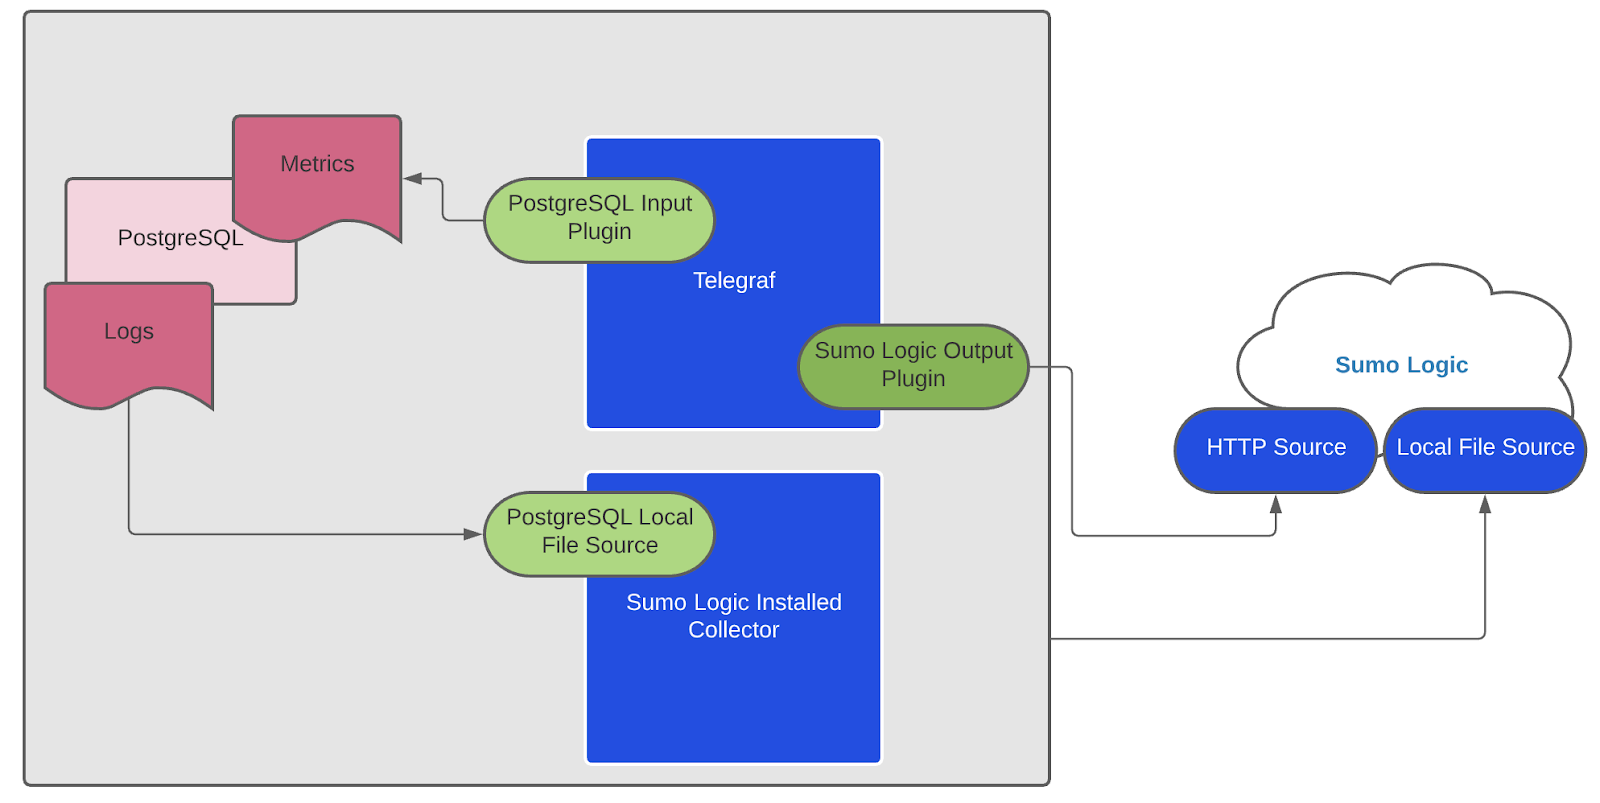 Metrics
PostgreSQL
Logs
PostgreSQL Input
Plugin
Telegraf
Sumo Logic Output
Plugin
PostgreSQL Local
File Source
Sumo Logic Installed
Collector
Sumo Logic
HTTP Source
Local File Source